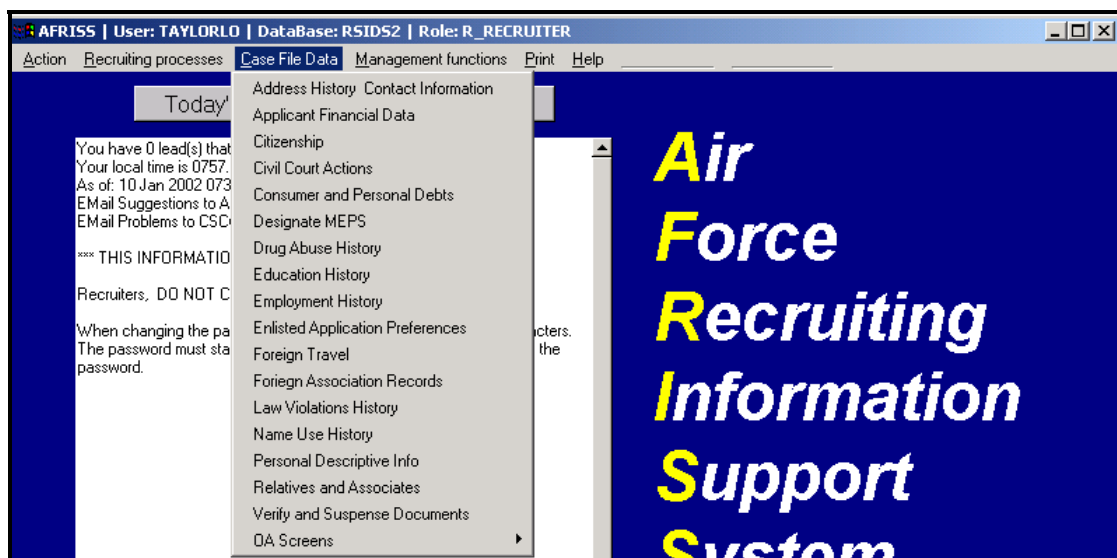 AFRISS | User: TAYLORLO | DataBase: RSIDS2 | Role: R_RECRUITER
Action Recruiting processes Case File Data Management functions Print Help
Today'
You have 0 lead(s) that
Your local time is 0757.
As of: 10 Jan 2002 073
EMail Suggestions to A
EMail Problems to CSC
*** THIS INFORMATIO
Recruiters, DO NOT C
When changing the pa
The password must sta
password.
Address History Contact Information
Applicant Financial Data
Citizenship
Civil Court Actions
Consumer and Personal Debts
Designate MEPS
Drug Abuse History
Education History
Employment History
Enlisted Application Preferences
Foreign Travel
Foriegn Association Records
Law Violations History
Name Use History
Personal Descriptive Info
Relatives and Associates
Verify and Suspense Documents
OA Screens
acters.
the
Air
Force
Recruiting
Information
Support
System